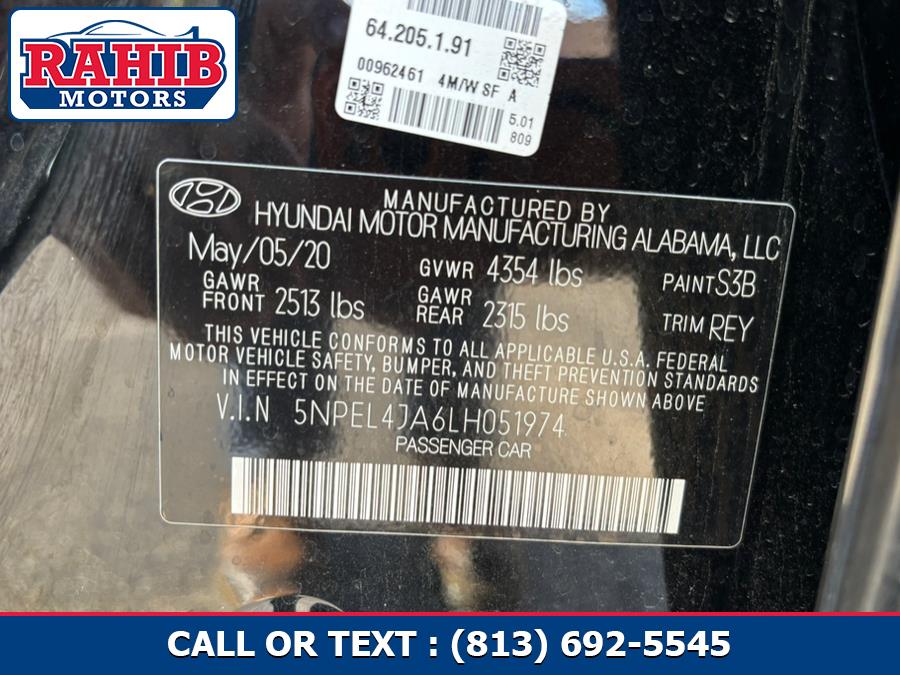 RAHIB
MOTORS
64.205.1.91
00962461 4M/W 8F A
5.01
809
MANUFACTURED BY
HYUNDAI MOTOR MANUFACTURING ALABAMA, LLC
May/05/20 GVWR 4354 lbs PAINT S3B
GAWR FRONT 2513 lbs GAWR REAR 2315 lbs TRIM REY
THIS VEHICLE CONFORMS TO ALL APPLICABLE U.S.A. FEDERAL
MOTOR VEHICLE SAFETY, BUMPER, AND THEFT PREVENTION STANDARDS
IN EFFECT ON THE DATE OF MANUFACTURE SHOWN ABOVE
V.I.N 5NPEL4JA6LH051974
PASSENGER CAR
CALL OR TEXT : (813) 692-5545